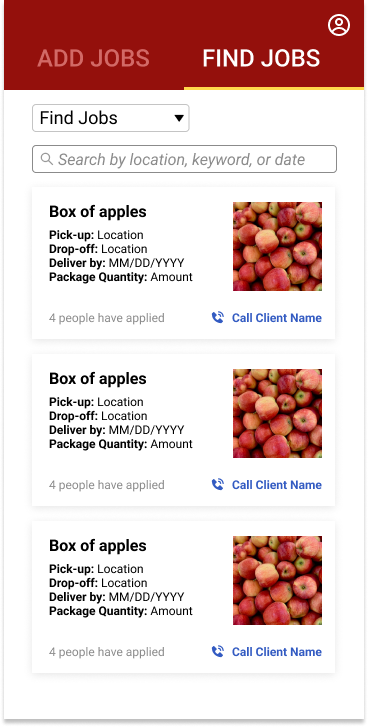 ADD JOBS FIND JOBS
Find Jobs
Search by location, keyword, or date
Box of apples
Pick-up: Location
Drop-off: Location
Deliver by: MM/DD/YYYY
Package Quantity: Amount
4 people have applied Call Client Name
Box of apples
Pick-up: Location
Drop-off: Location
Deliver by: MM/DD/YYYY
Package Quantity: Amount
4 people have applied Call Client Name
Box of apples
Pick-up: Location
Drop-off: Location
Deliver by: MM/DD/YYYY
Package Quantity: Amount
4 people have applied Call Client Name